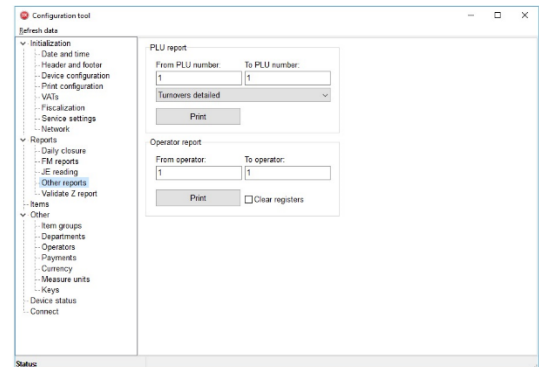 Configuration tool
Refresh data
Initialization
Date and time
Header and footer
Device configuration
Print configuration
VATs
Fiscalization
Service settings
Network
Reports
Daily closure
FM reports
JE reading
Other reports
Validate Z report
Items
Other
Item groups
Departments
Operators
Payments
Currency
Measure units
Keys
Device status
Connect
PLU report
From PLU number: To PLU number:
1 1
Turnovers detailed
Print
Operator report
From operator: To operator:
1 1
Print Clear registers
Status: